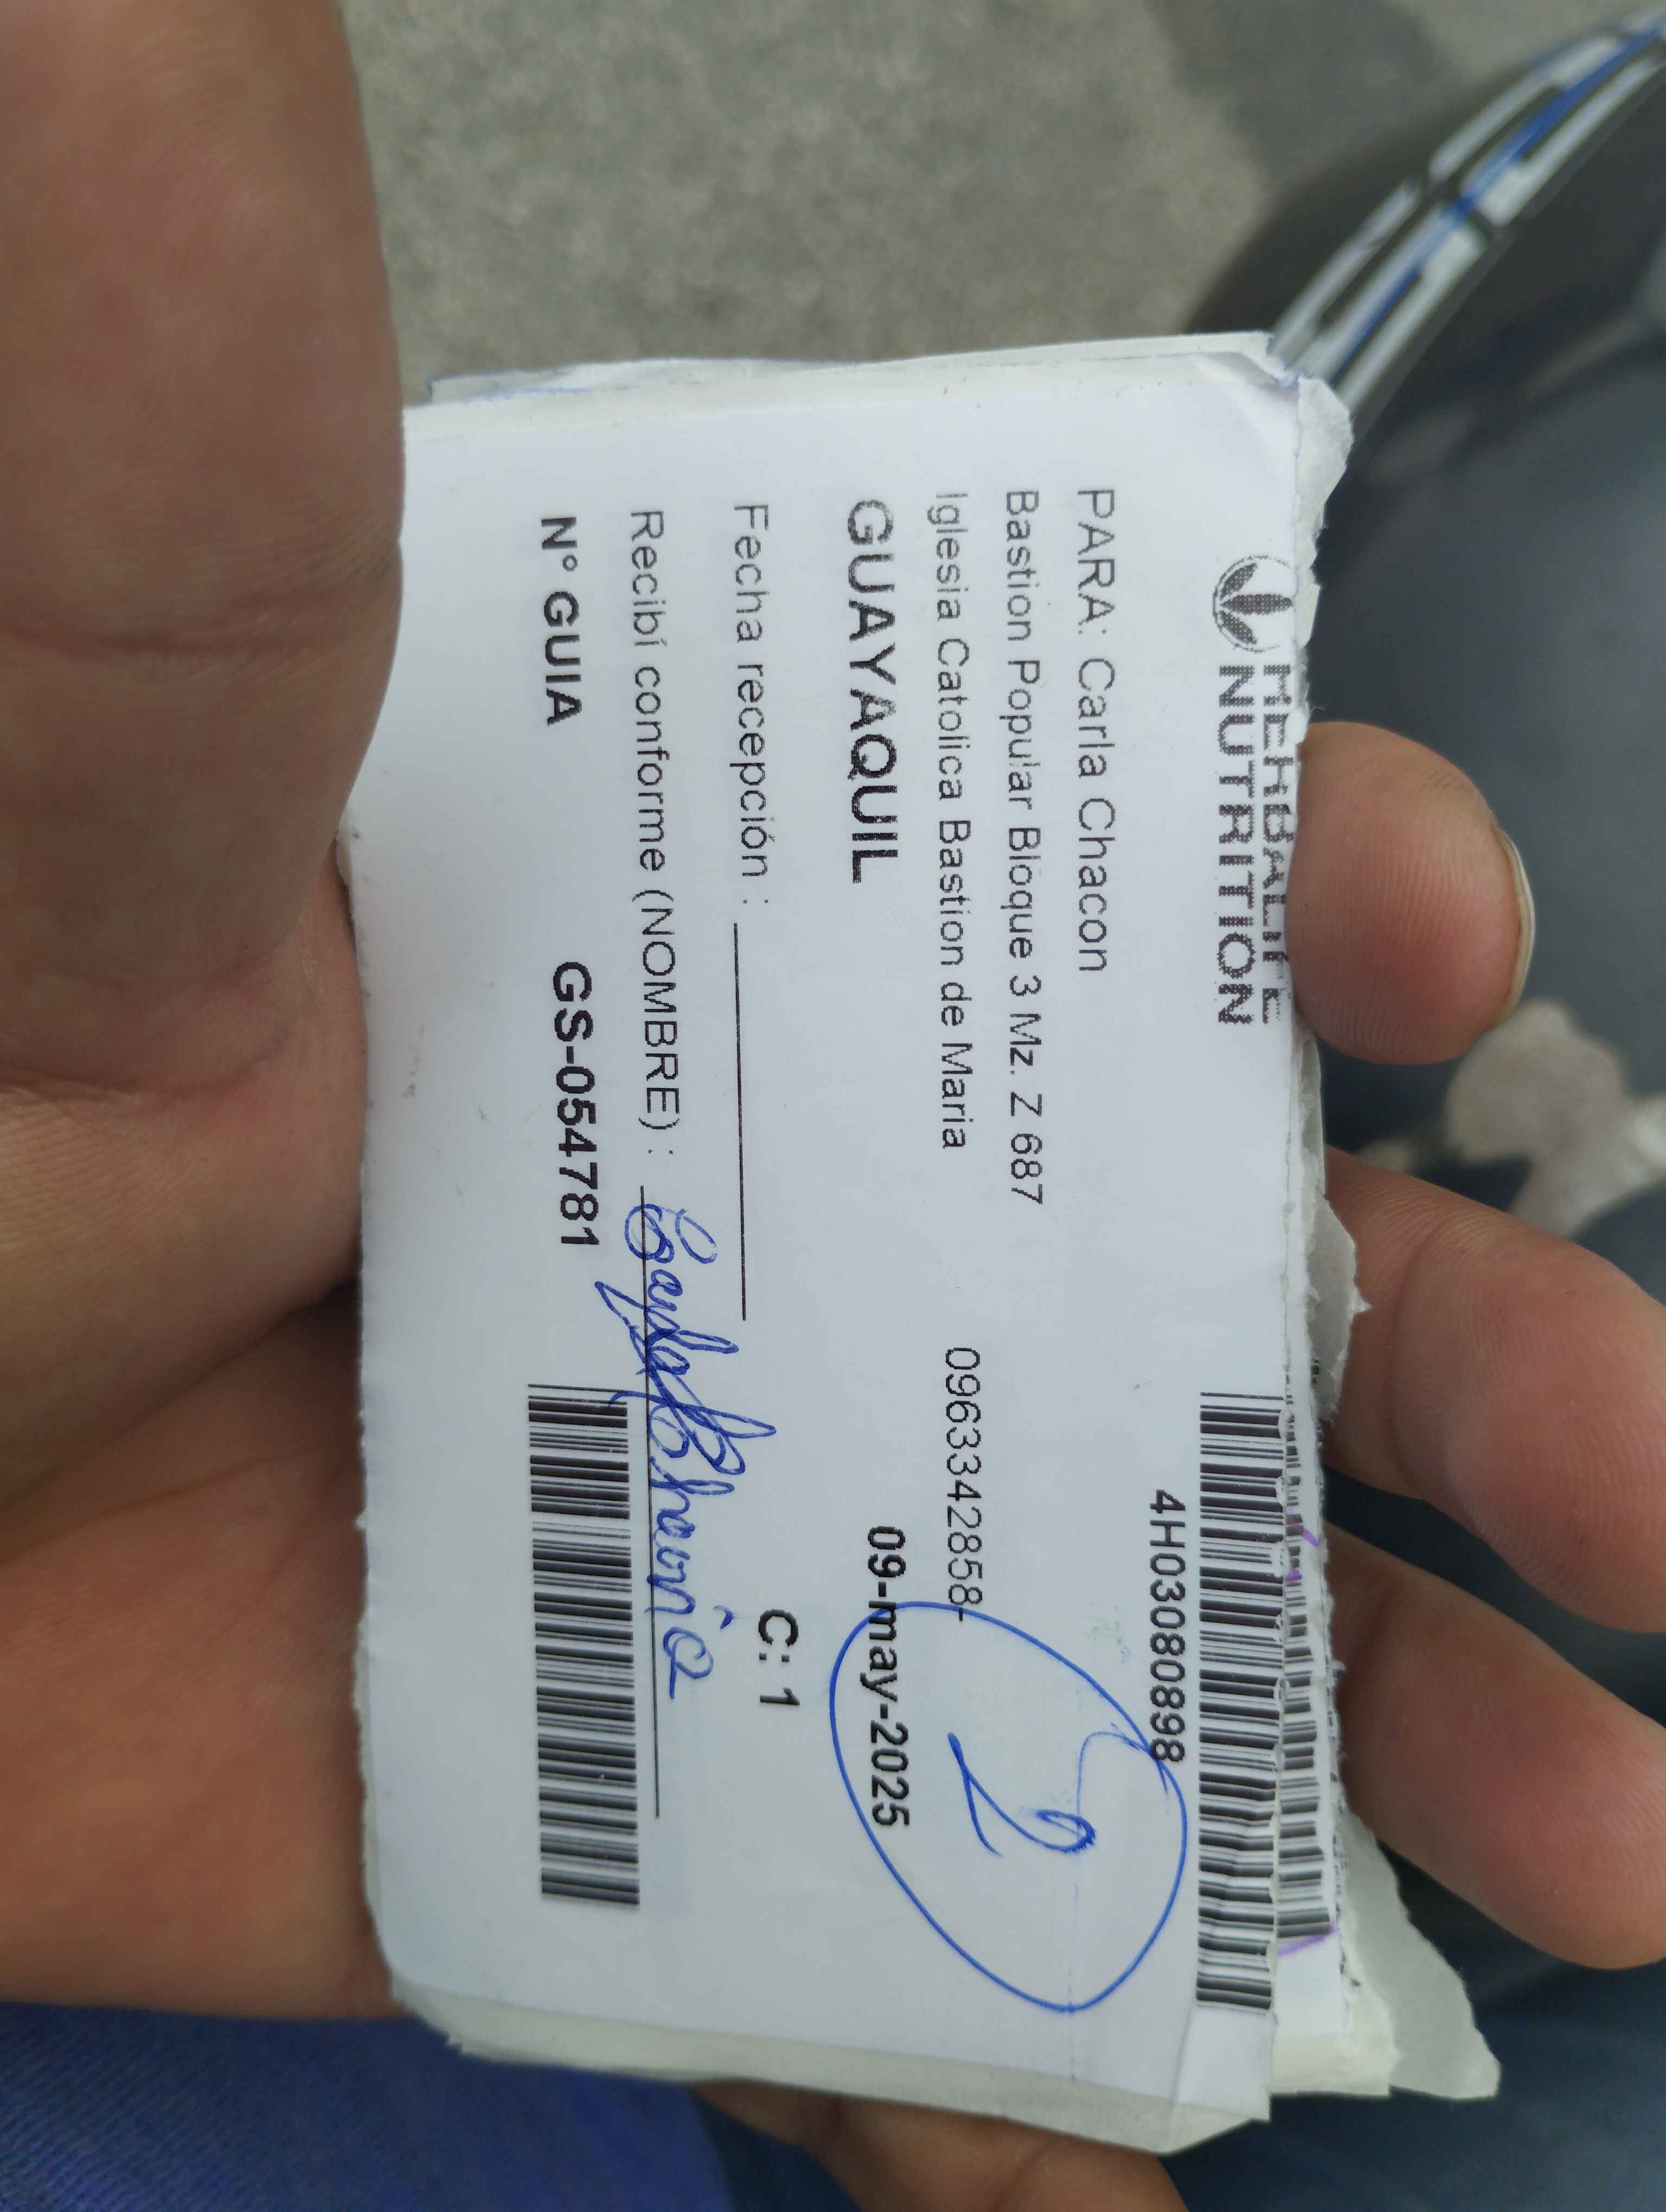 HERBALIFE
NUTRITION
4H03080898
PARA: Carla Chacon
Bastion Popular Bloque 3 Mz. Z 687
Iglesia Catolica Bastion de Maria 0963342858-
2
GUAYAQUIL 09-may-2025
Fecha recepción :
C: 1
Recibí conforme (NOMBRE) :
N° GUIA GS-054781